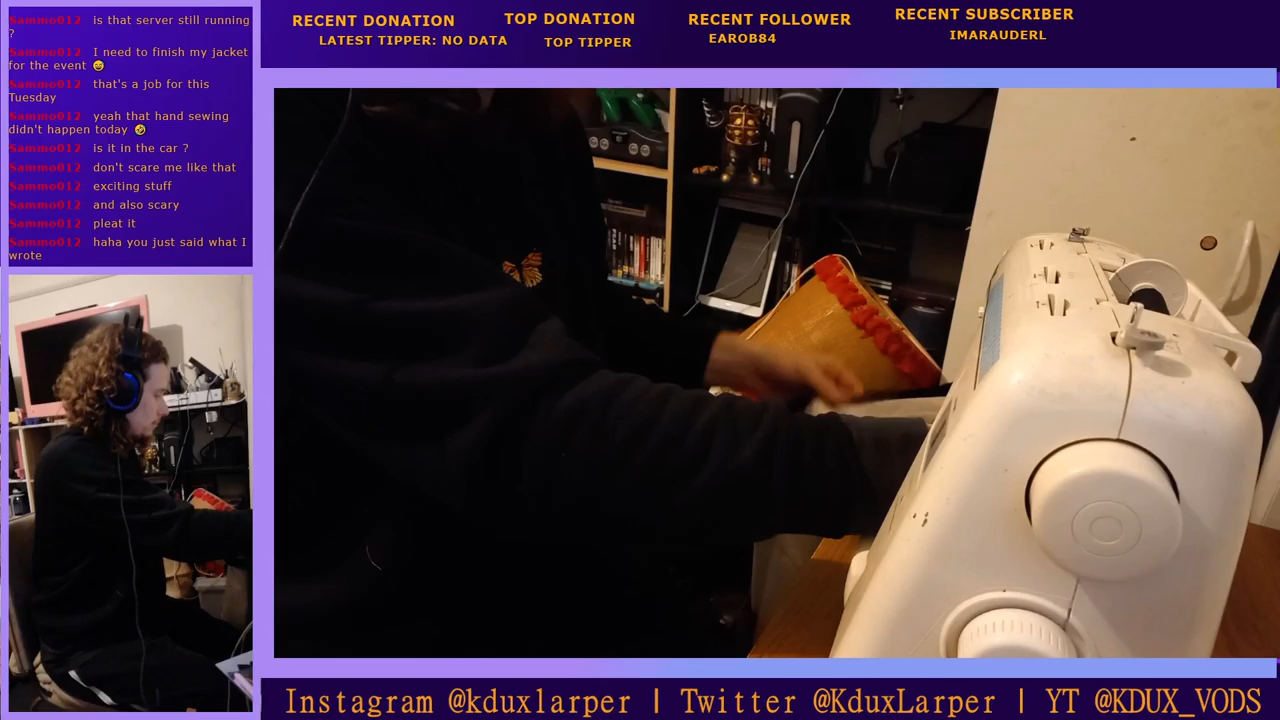 Sammo012 is that server still running
?
Sammo012 I need to finish my jacket
for the event
Sammo012 that's a job for this
Tuesday
Sammo012 yeah that hand sewing
didn't happen today
Sammo012 is it in the car ?
Sammo012 don't scare me like that
Sammo012 exciting stuff
Sammo012 and also scary
Sammo012 pleat it
Sammo012 haha you just said what I
wrote
RECENT DONATION
LATEST TIPPER: NO DATA
TOP DONATION
TOP TIPPER
RECENT FOLLOWER
EAROB84
RECENT SUBSCRIBER
IMARAUDERL
Instagram @kduxlarper | Twitter @KduxLarper | YT @KDUX_VODS